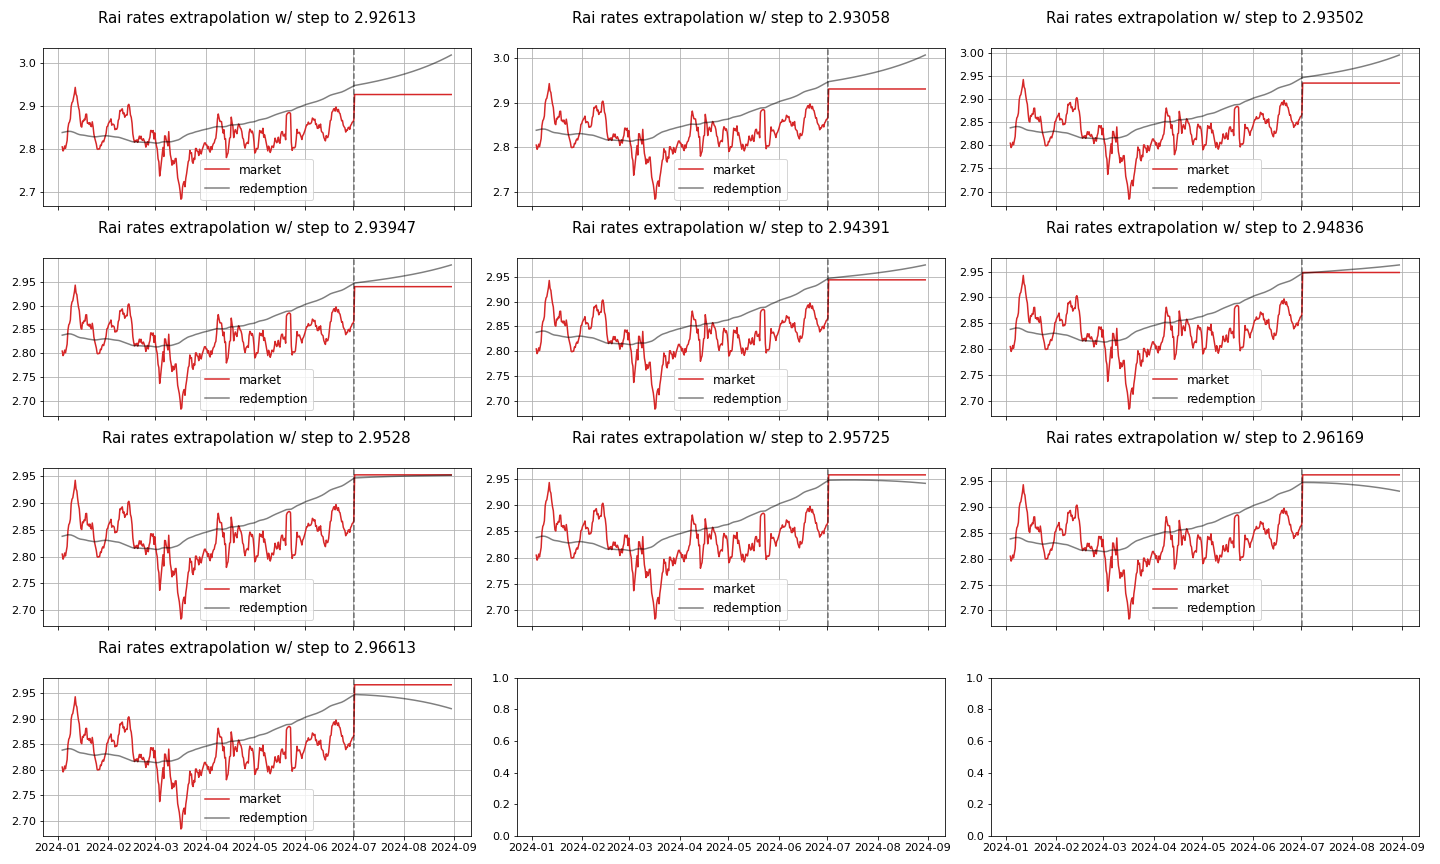 Rai rates extrapolation w/ step to 2.92613
Rai rates extrapolation w/ step to 2.93058
Rai rates extrapolation w/ step to 2.93502
3.0
2.9
2.8
2.7
market
redemption
3.0
2.9
2.8
2.7
market
redemption
3.00
2.95
2.90
2.85
2.80
2.75
2.70
market
redemption
Rai rates extrapolation w/ step to 2.93947
Rai rates extrapolation w/ step to 2.94391
Rai rates extrapolation w/ step to 2.94836
2.95
2.90
2.85
2.80
2.75
2.70
market
redemption
2.95
2.90
2.85
2.80
2.75
2.70
market
redemption
2.95
2.90
2.85
2.80
2.75
2.70
market
redemption
Rai rates extrapolation w/ step to 2.9528
Rai rates extrapolation w/ step to 2.95725
Rai rates extrapolation w/ step to 2.96169
2.95
2.90
2.85
2.80
2.75
2.70
market
redemption
2.95
2.90
2.85
2.80
2.75
2.70
market
redemption
2.95
2.90
2.85
2.80
2.75
2.70
market
redemption
Rai rates extrapolation w/ step to 2.96613
2.95
2.90
2.85
2.80
2.75
2.70
market
redemption
1.0
0.8
0.6
0.4
0.2
0.0
1.0
0.8
0.6
0.4
0.2
0.0
2024-01 2024-02 2024-03 2024-04 2024-05 2024-06 2024-07 2024-08 2024-09
2024-01 2024-02 2024-03 2024-04 2024-05 2024-06 2024-07 2024-08 2024-09
2024-01 2024-02 2024-03 2024-04 2024-05 2024-06 2024-07 2024-08 2024-09